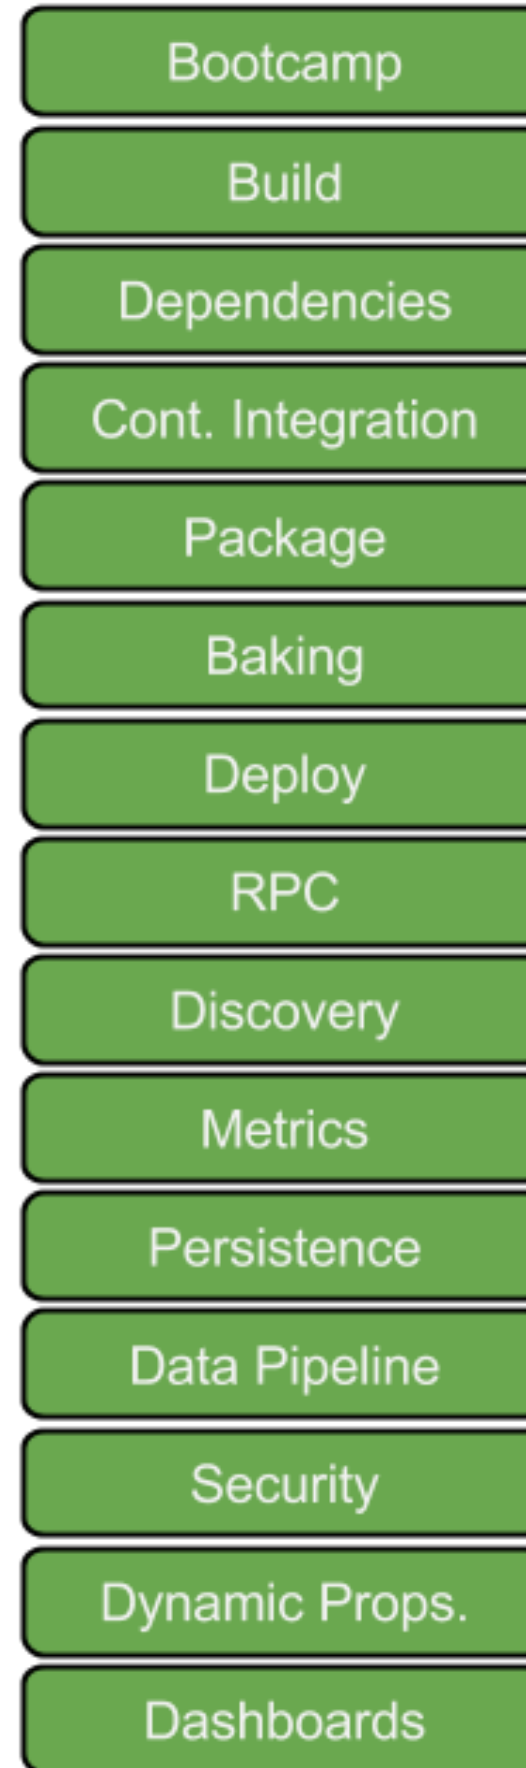 Bootcamp
Build
Dependencies
Cont. Integration
Package
Baking
Deploy
RPC
Discovery
Metrics
Persistence
Data Pipeline
Security
Dynamic Props.
Dashboards